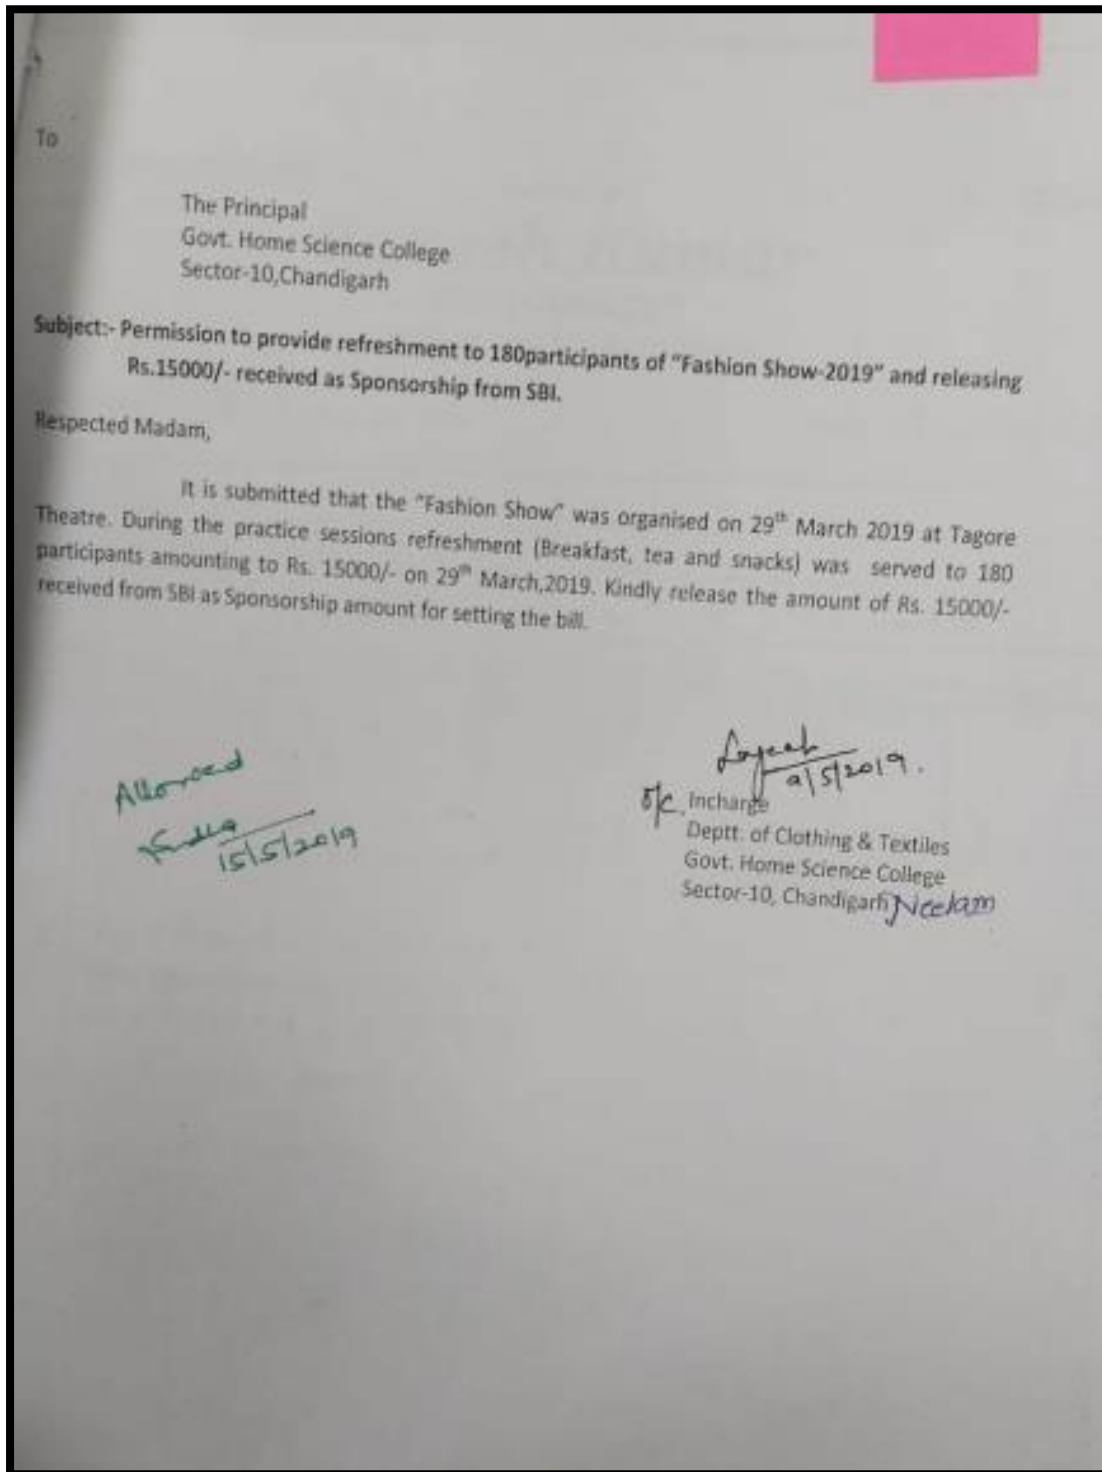 To
The Principal
Govt. Home Science College
Sector-10,Chandigarh
Subject:- Permission to provide refreshment to 180participants of "Fashion Show-2019" and releasing
Rs.15000/- received as Sponsorship from SBI.
Respected Madam,
It is submitted that the "Fashion Show" was organised on 29th March 2019 at Tagore
Theatre. During the practice sessions refreshment (Breakfast, tea and snacks) was served to 180
participants amounting to Rs. 15000/- on 29th March,2019. Kindly release the amount of Rs. 15000/-
received from SBI as Sponsorship amount for setting the bill.
Allowed
15/5/2019
/5/2019.
Incharge
Deptt. of Clothing & Textiles
Govt. Home Science College
Sector-10, Chandigarh Neelam